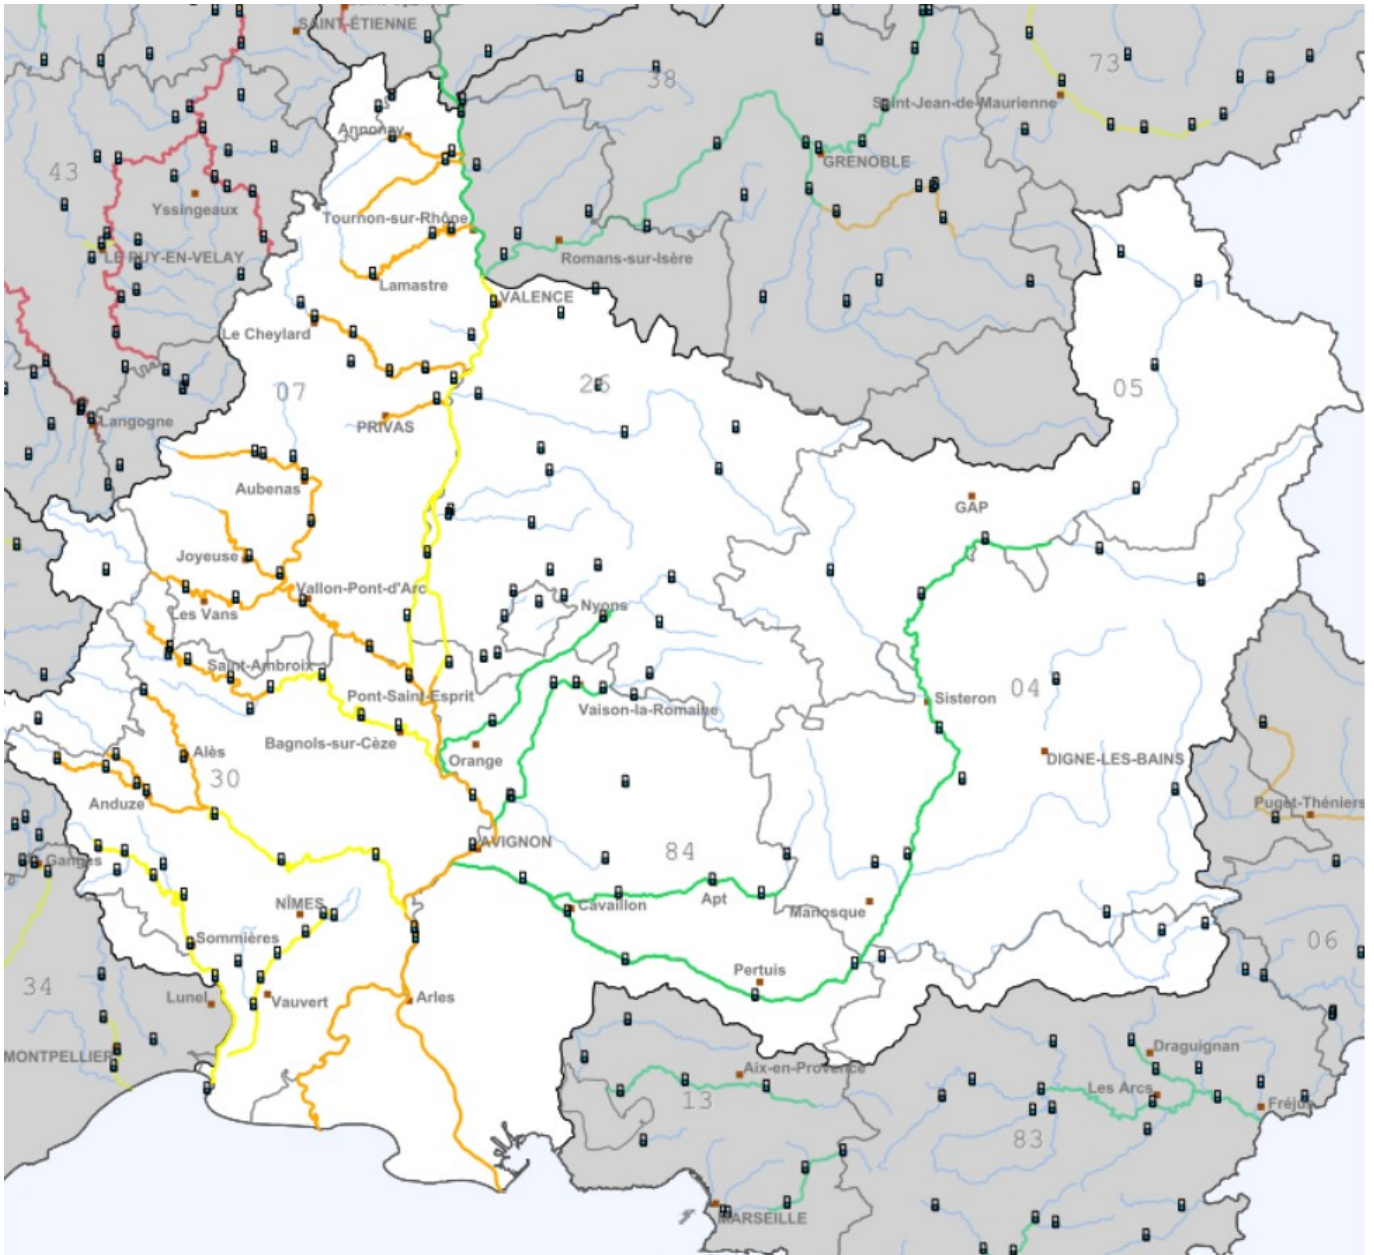 SAINT-ÉTIENNE
38
73
Saint-Jean-de-Maurienne
Annonay
GRENOBLE
43
Yssingeaux
Tournon-sur-Rhône
LE PUY-EN-VELAY
Romans-sur-Isère
Lamastre
VALENCE
Le Cheylard
26
07
05
Langogne
PRIVAS
Aubenas
GAP
Joyeuse
Vallon-Pont-d'Arc
Les Vans
Nyons
Saint-Ambroix
04
Pont-Saint-Esprit
Sisteron
Vaison-la-Romaine
Bagnols-sur-Cèze
Alès
Orange
DIGNE-LES-BAINS
30
Anduze
Puget-Théniers
AVIGNON
84
Ganges
Apt
NÎMES
Cavaillon
Manosque
Sommières
06
Pertuis
34
Lunel
Vauvert
Arles
MONTPELLIER
Draguignan
Aix-en-Provence
Les Arcs
13
Fréjus
83
MARSEILLE